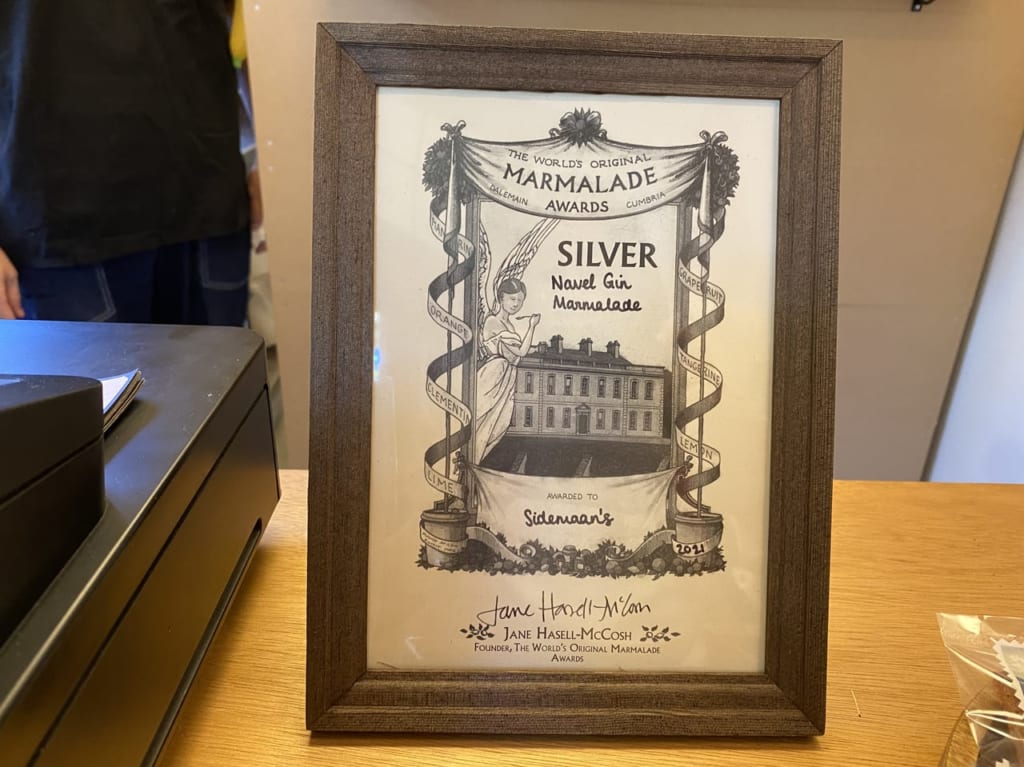 THE WORLD'S ORIGINAL
MARMALADE
DALEMAIN AWARDS CUMBRIA
SILVER
Navel Gin
Marmalade
MANDARIN
ORANGE
CLEMENTIN
LIME
GRAPEFRUIT
TANGERINE
LEMON
AWARDED TO
Sidemaan's
2021
Jane Hasell-McCosh
JANE HASELL-MCCOSH
FOUNDER, THE WORLD'S ORIGINAL MARMALADE
AWARDS